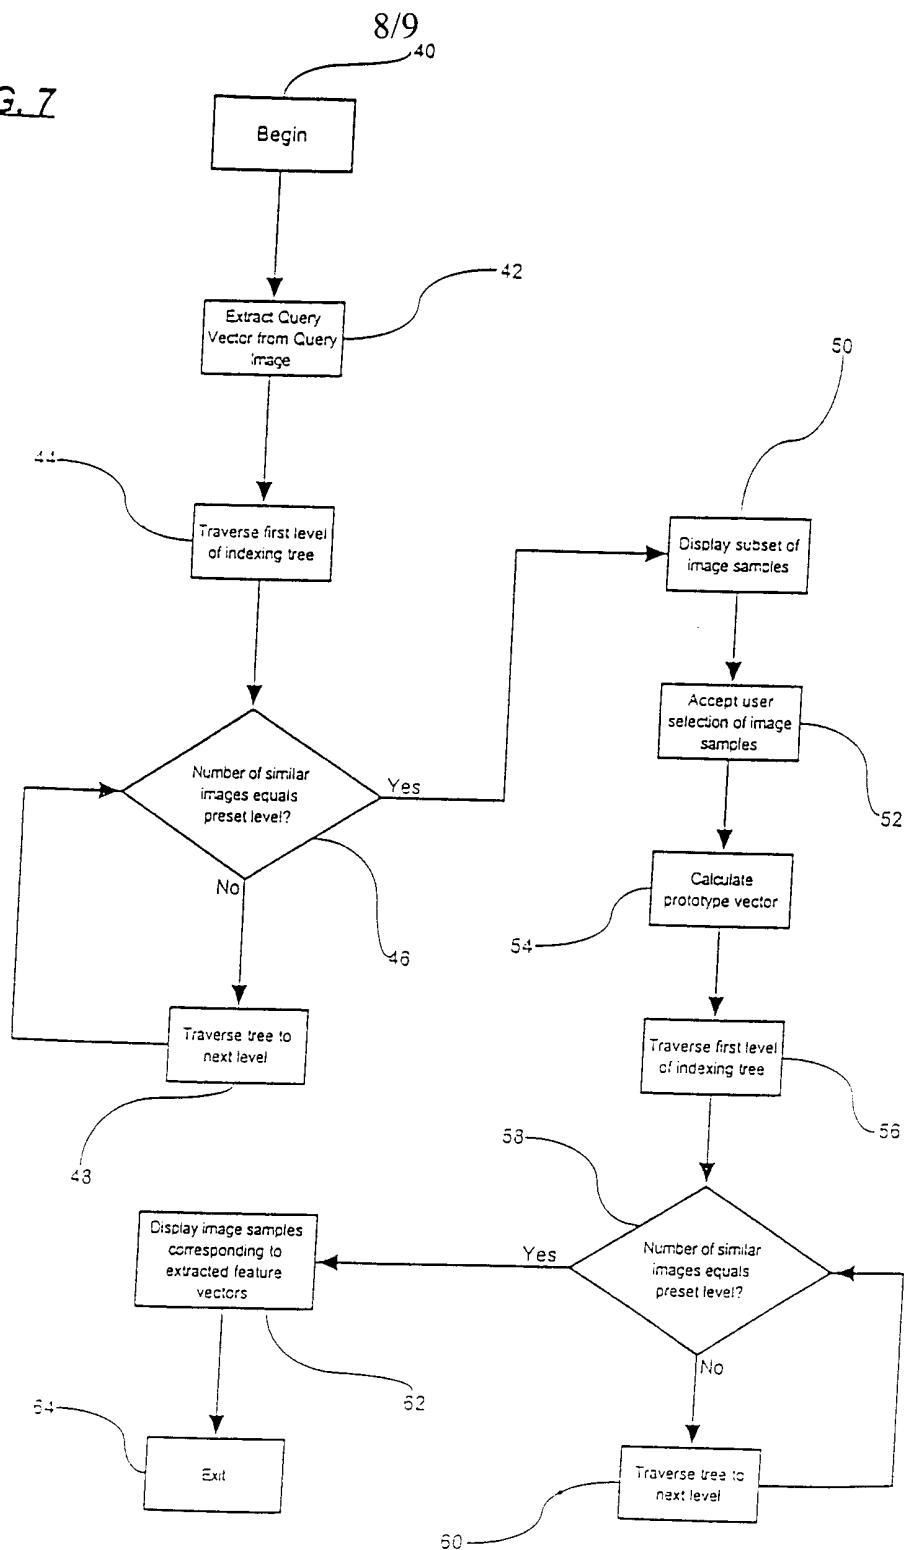 8/9
40
G. 7
Begin
42
Extract Query
Vector from Query
Image
50
44
Traverse first level
of indexing tree
Display subset of
image samples
Accept user
selection of image
samples
52
Number of similar
images equals
preset level?
Yes
No
46
Calculate
prototype vector
54
Traverse tree to
next level
48
Traverse first level
of indexing tree
56
58
Display image samples
corresponding to
extracted feature
vectors
Yes
Number of similar
images equals
preset level?
No
62
64
Exit
Traverse tree to
next level
60